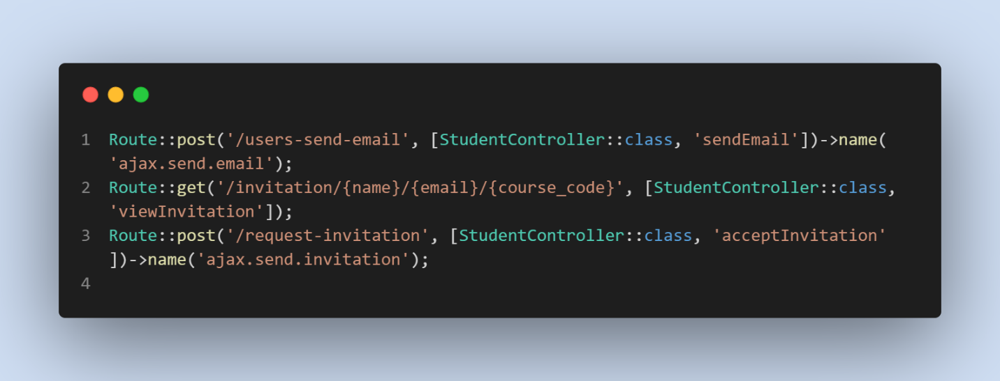 1 Route::post('/users-send-email', [StudentController::class, 'sendEmail'])->name(
'ajax.send.email');
2 Route::get('/invitation/{name}/{email}/{course_code}', [StudentController::class,
'viewInvitation']);
3 Route::post('/request-invitation', [StudentController::class, 'acceptInvitation'
])->name('ajax.send.invitation');
4